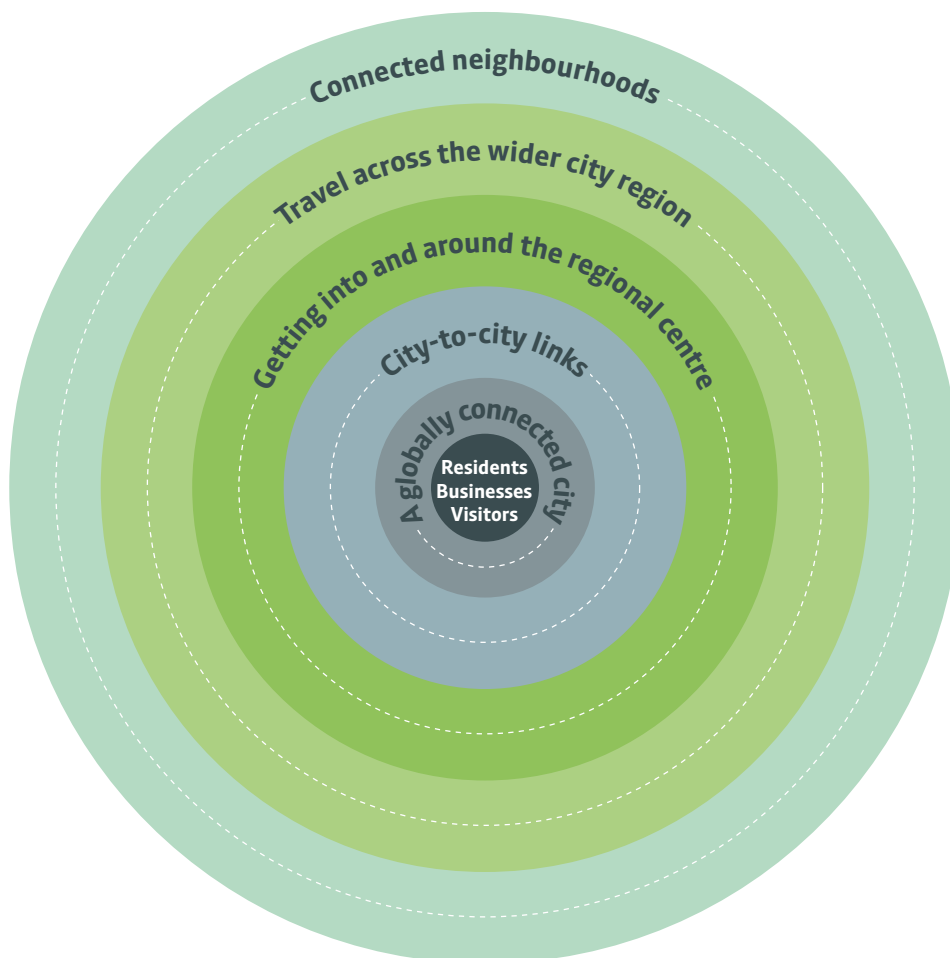 Connected neighbourhoods
Travel across the wider city region
Getting into and around the regional centre
City-to-city links
A globally connected city
Residents
Businesses
Visitors